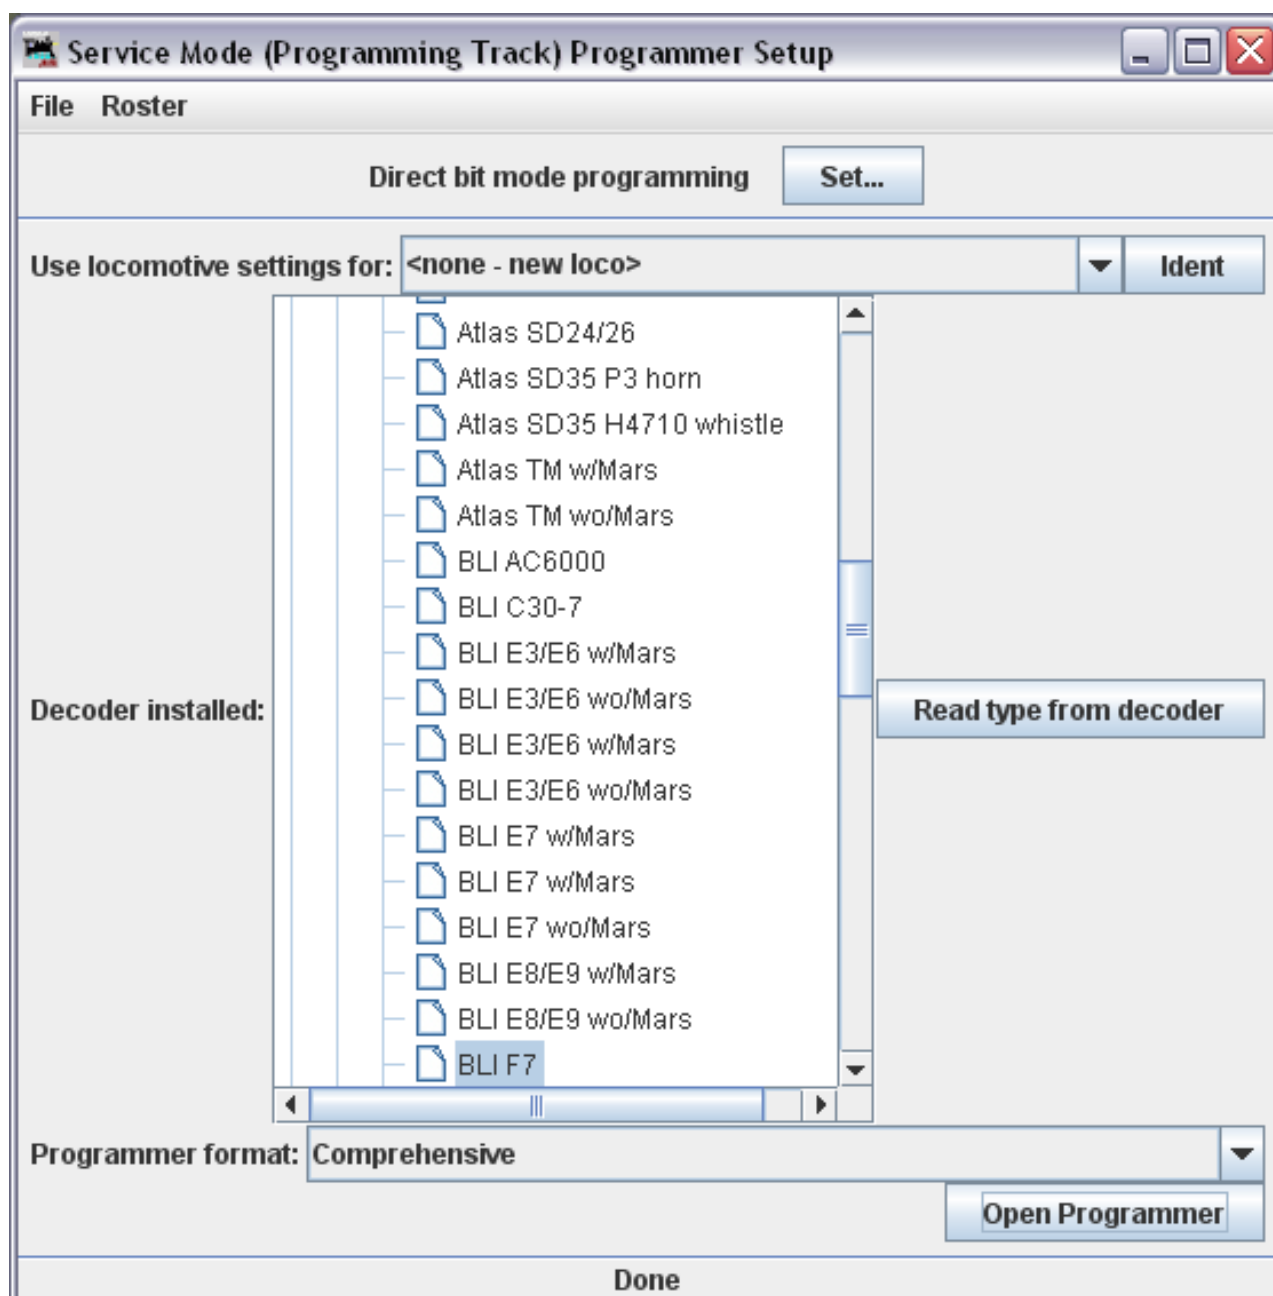 Service Mode (Programming Track) Programmer Setup
File Roster
Direct bit mode programming Set...
Use locomotive settings for: <none - new loco> Ident
Atlas SD24/26
Atlas SD35 P3 horn
Atlas SD35 H4710 whistle
Atlas TM w/Mars
Atlas TM wo/Mars
BLI AC6000
BLI C30-7
BLI E3/E6 w/Mars
BLI E3/E6 wo/Mars
Decoder installed: Read type from decoder
BLI E3/E6 w/Mars
BLI E3/E6 wo/Mars
BLI E7 w/Mars
BLI E7 w/Mars
BLI E7 wo/Mars
BLI E8/E9 w/Mars
BLI E8/E9 wo/Mars
BLI F7
Programmer format: Comprehensive
Open Programmer
Done